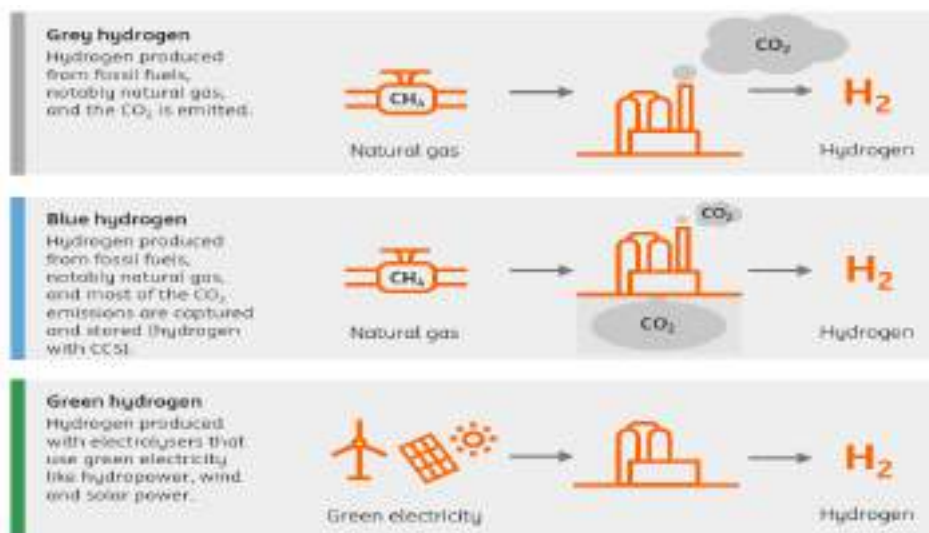 Grey hydrogen
Hydrogen produced
from fossil fuels,
notably natural gas,
and the CO₂ is emitted.
CH₄
Natural gas
CO₂
H₂
Hydrogen
Blue hydrogen
Hydrogen produced
from fossil fuels,
notably natural gas,
and most of the CO₂
emissions are captured
and stored (hydrogen
with CCS).
CH₄
Natural gas
CO₂
CO₂
H₂
Hydrogen
Green hydrogen
Hydrogen produced
with electrolysers that
use green electricity
like hydropower, wind
and solar power.
Green electricity
H₂
Hydrogen